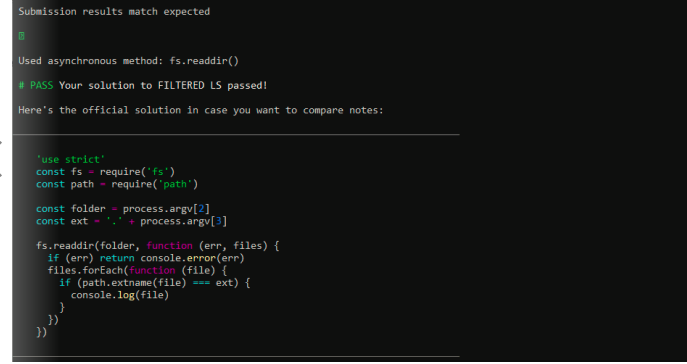 Submission results match expected
Used asynchronous method: fs.readdir()
# PASS Your solution to FILTERED LS passed!
Here's the official solution in case you want to compare notes:
'use strict'
const fs = require('fs')
const path = require('path')
const folder = process.argv[2]
const ext = '.' + process.argv[3]
fs.readdir(folder, function (err, files) {
if (err) return console.error(err)
files.forEach(function (file) {
if (path.extname(file) === ext) {
console.log(file)
}
})
})